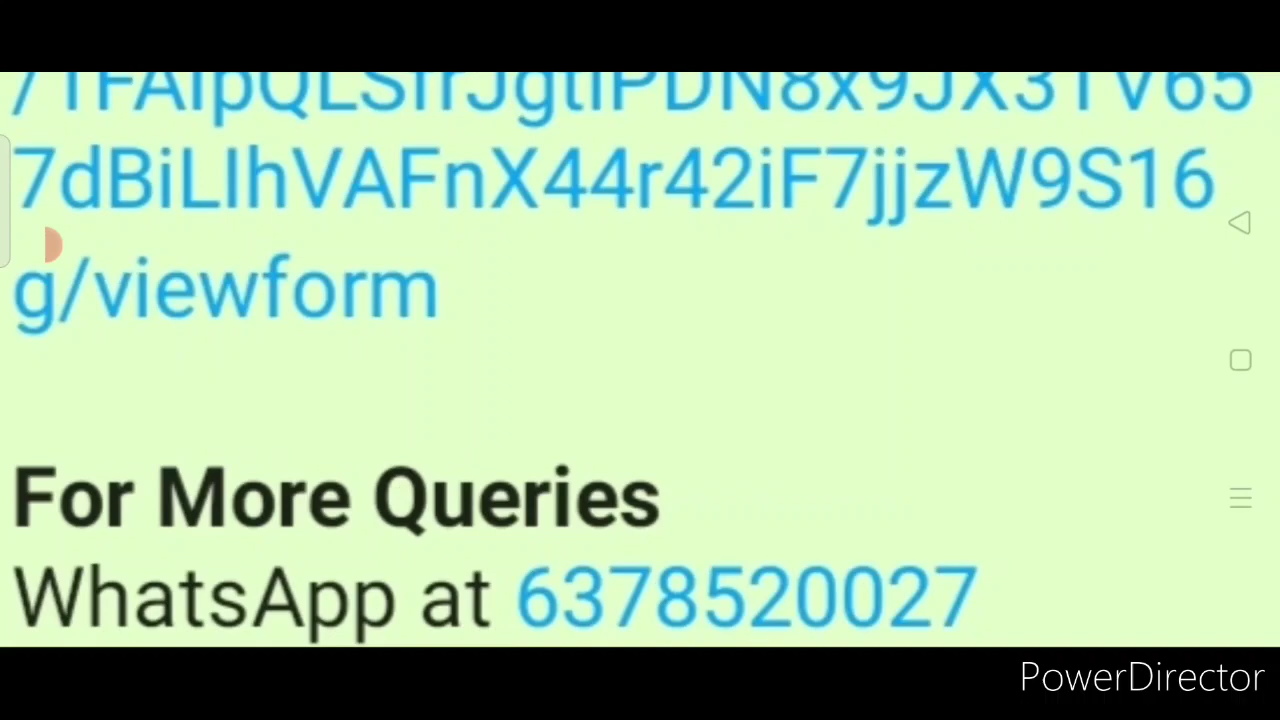 7dBiLIhVAFnX44r42iF7jjzW9S16
g/viewform
For More Queries
WhatsApp at 6378520027
PowerDirector